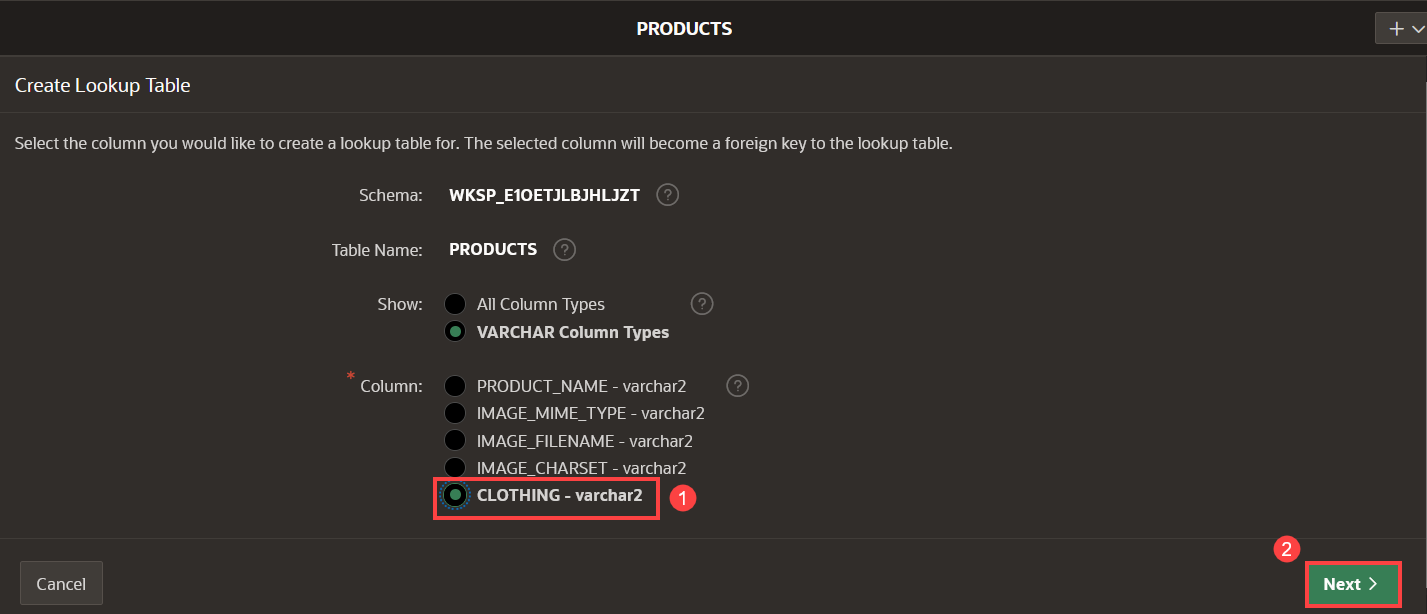 PRODUCTS
Create Lookup Table
Select the column you would like to create a lookup table for. The selected column will become a foreign key to the lookup table.
Schema: WKSP_E1OETJLBJHLJZT ?
Table Name: PRODUCTS ?
Show: All Column Types ?
VARCHAR Column Types
* Column: PRODUCT_NAME - varchar2 ?
IMAGE_MIME_TYPE - varchar2
IMAGE_FILENAME - varchar2
IMAGE_CHARSET - varchar2
CLOTHING - varchar2 1
2
Cancel Next